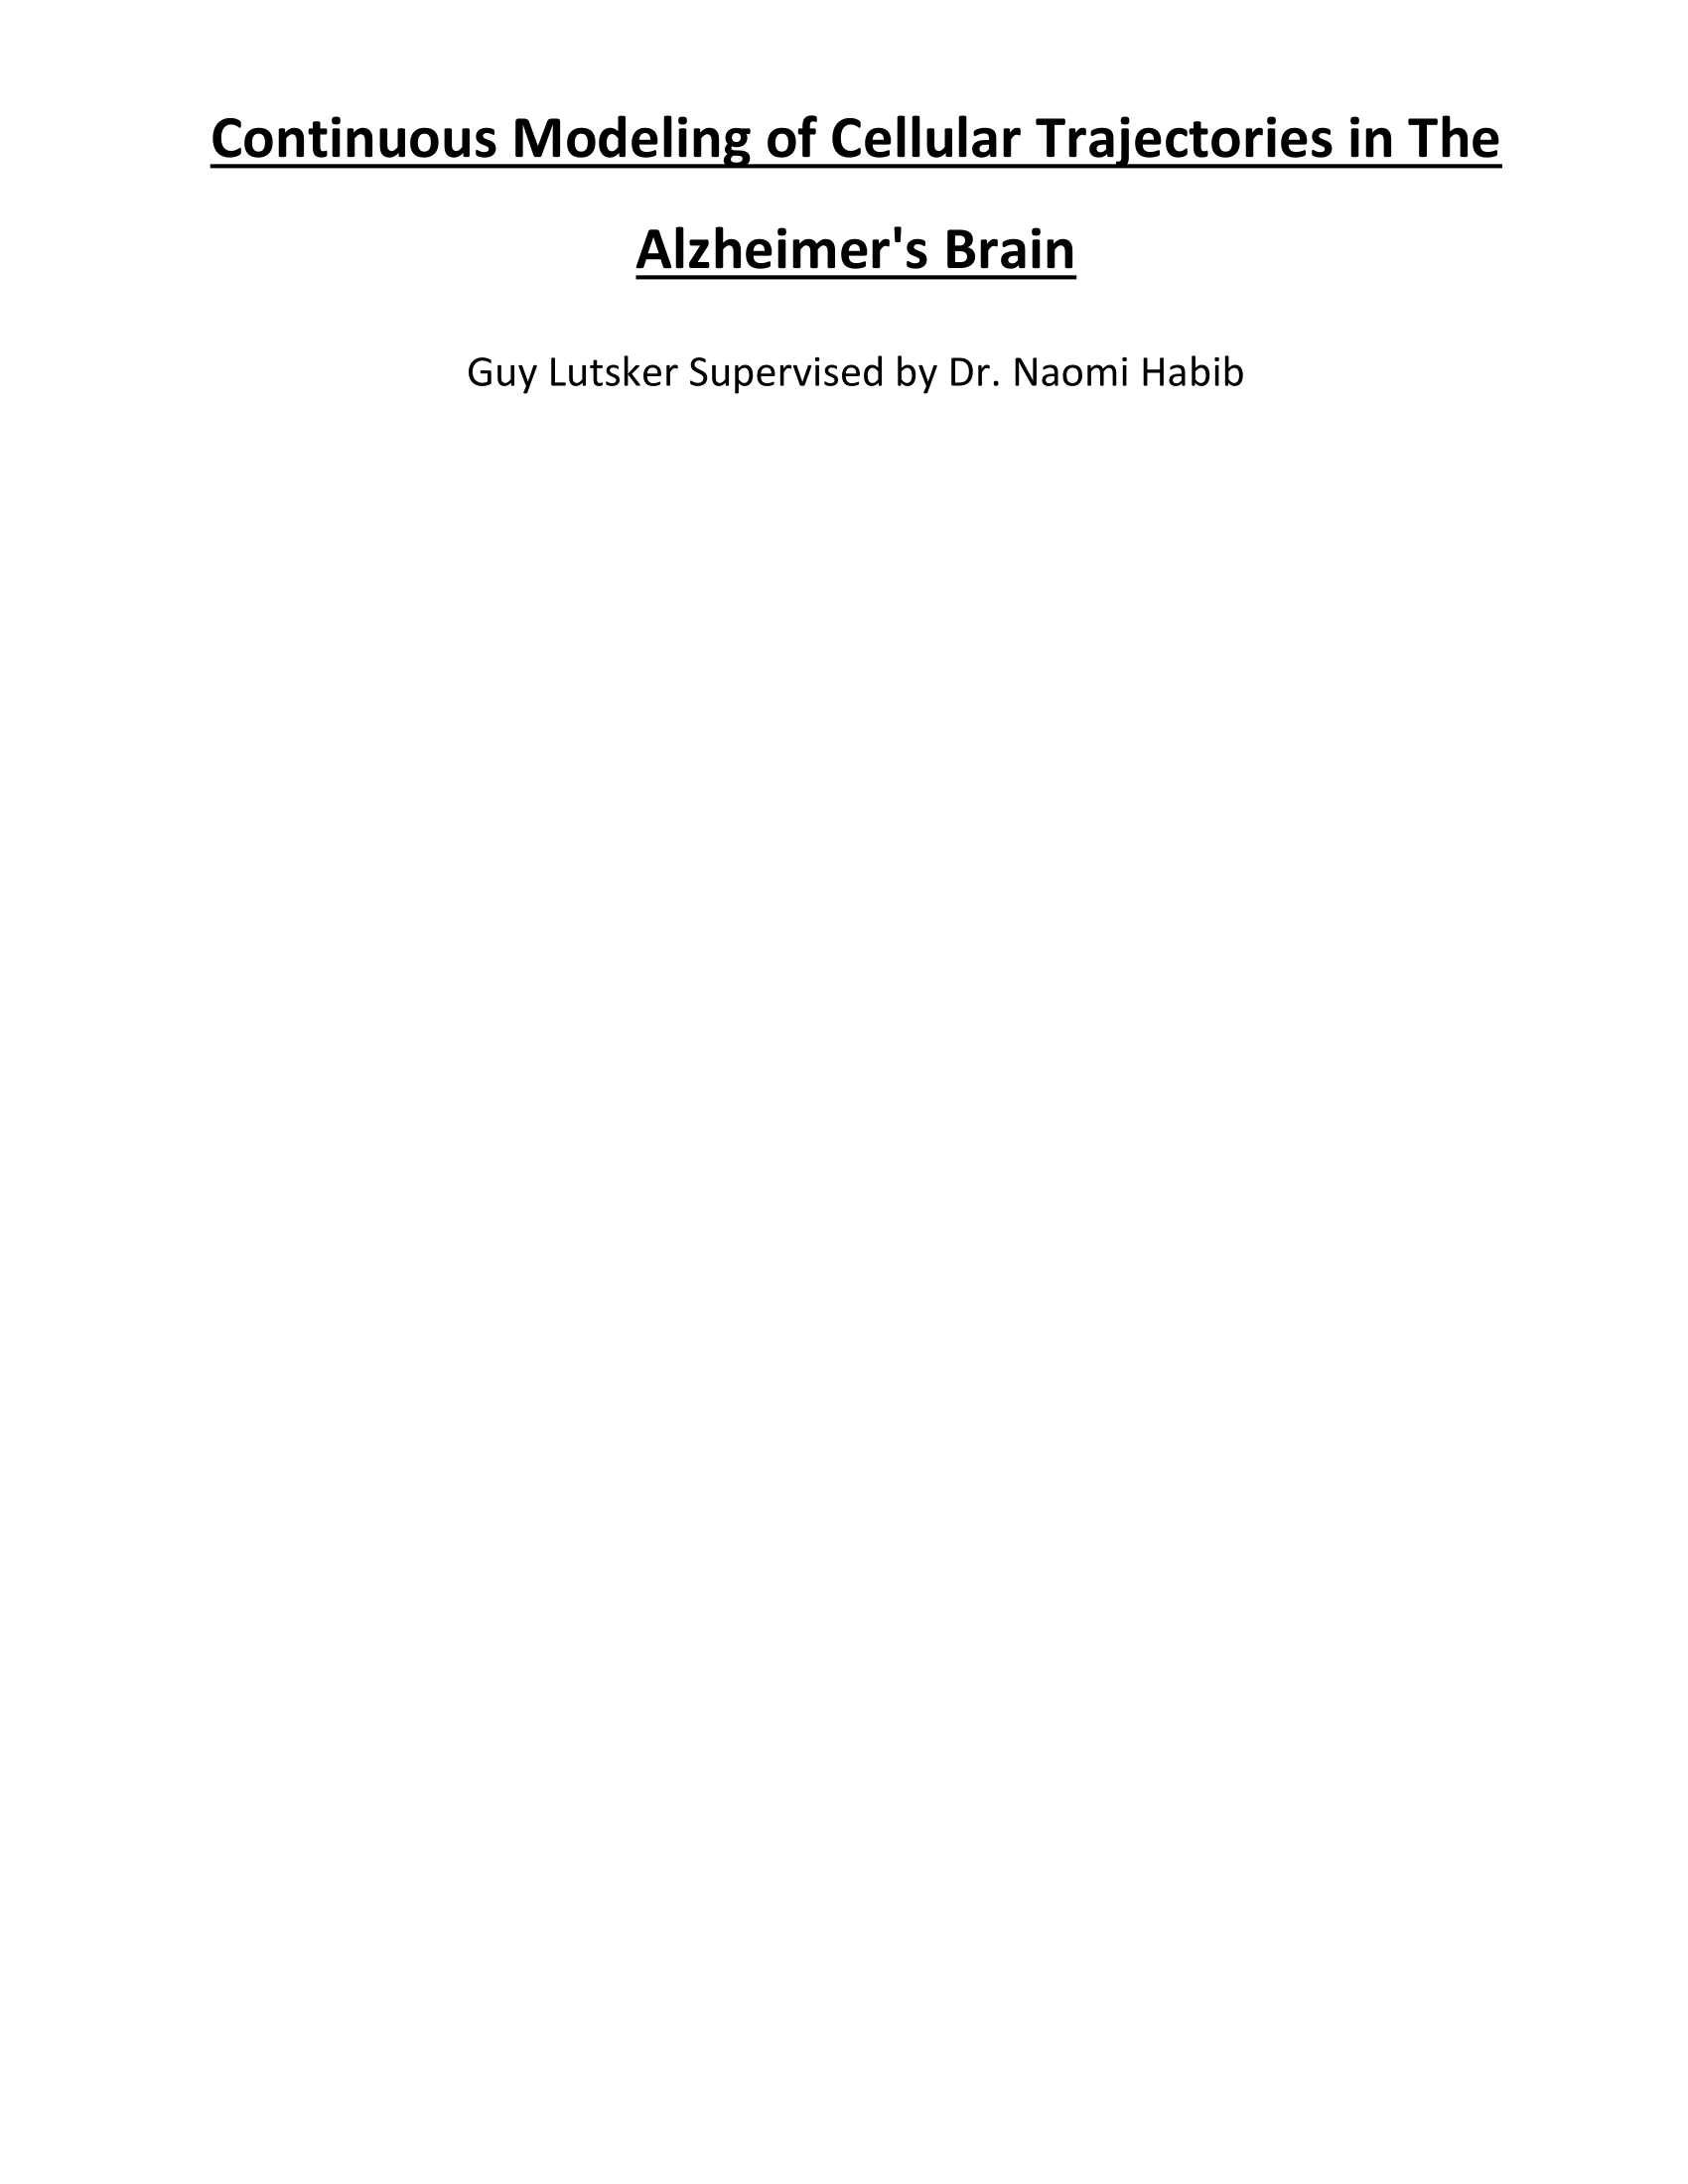 Continuous Modeling of Cellular Trajectories in The
Alzheimer's Brain
Guy Lutsker Supervised by Dr. Naomi Habib